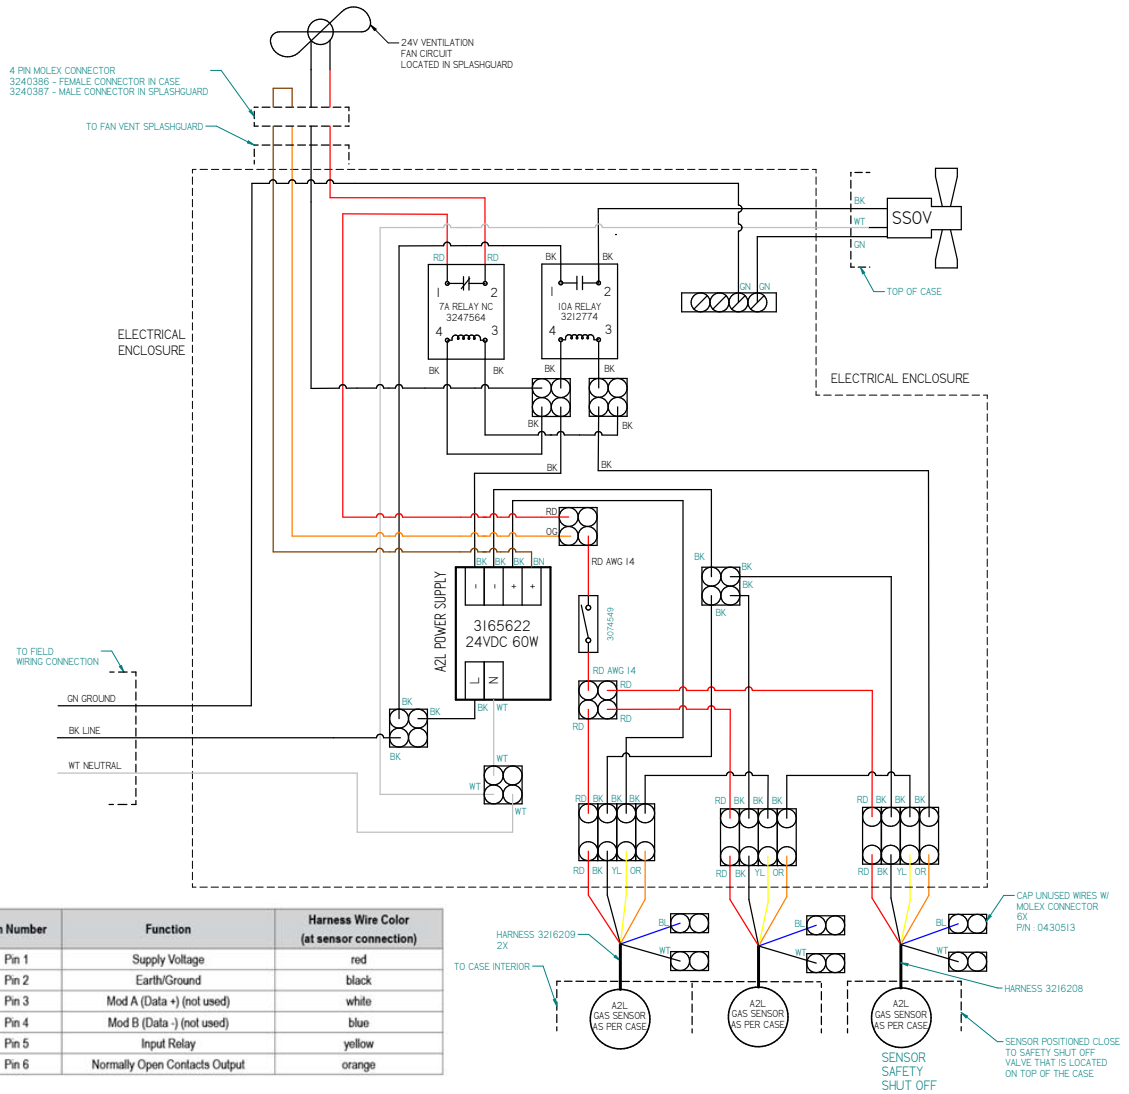 24V VENTILATION
FAN CIRCUIT
LOCATED IN SPLASHGUARD
4 PIN MOLEX CONNECTOR
3240386 - FEMALE CONNECTOR IN CASE
3240387 - MALE CONNECTOR IN SPLASHGUARD
TO FAN VENT SPLASHGUARD
BK
WT
GN
SSOV
TOP OF CASE
GN GN
RD RD
1 2
7A RELAY NC
3247564
4 3
BK BK
BK BK
1 2
10A RELAY
3212774
4 3
BK BK
ELECTRICAL
ENCLOSURE
ELECTRICAL ENCLOSURE
BK
BK
BK
BK
RD
OG
RD AWG 14
BK BK BK BN
- - + +
A2L POWER SUPPLY
3165622
24VDC 60W
L N
BK WT
3074549
RD AWG 14
BK
BK
BK
BK
RD
RD
RD
TO FIELD
WIRING CONNECTION
GN GROUND
BK LINE
WT NEUTRAL
BK
BK
BK
WT
WT
WT
RD BK BK BK
RD BK BK BK
RD BK BK BK
RD BK YL OR
RD BK YL OR
RD BK YL OR
BL
WT
BL
WT
BL
WT
CAP UNUSED WIRES W/
MOLEX CONNECTOR
6X
P/N : 0430513
HARNESS 3216209
2X
TO CASE INTERIOR
HARNESS 3216208
A2L
GAS SENSOR
AS PER CASE
A2L
GAS SENSOR
AS PER CASE
A2L
GAS SENSOR
AS PER CASE
SENSOR
SAFETY
SHUT OFF
SENSOR POSITIONED CLOSE
TO SAFETY SHUT OFF
VALVE THAT IS LOCATED
ON TOP OF THE CASE
n Number Function Harness Wire Color
(at sensor connection)
Pin 1 Supply Voltage red
Pin 2 Earth/Ground black
Pin 3 Mod A (Data +) (not used) white
Pin 4 Mod B (Data -) (not used) blue
Pin 5 Input Relay yellow
Pin 6 Normally Open Contacts Output orange